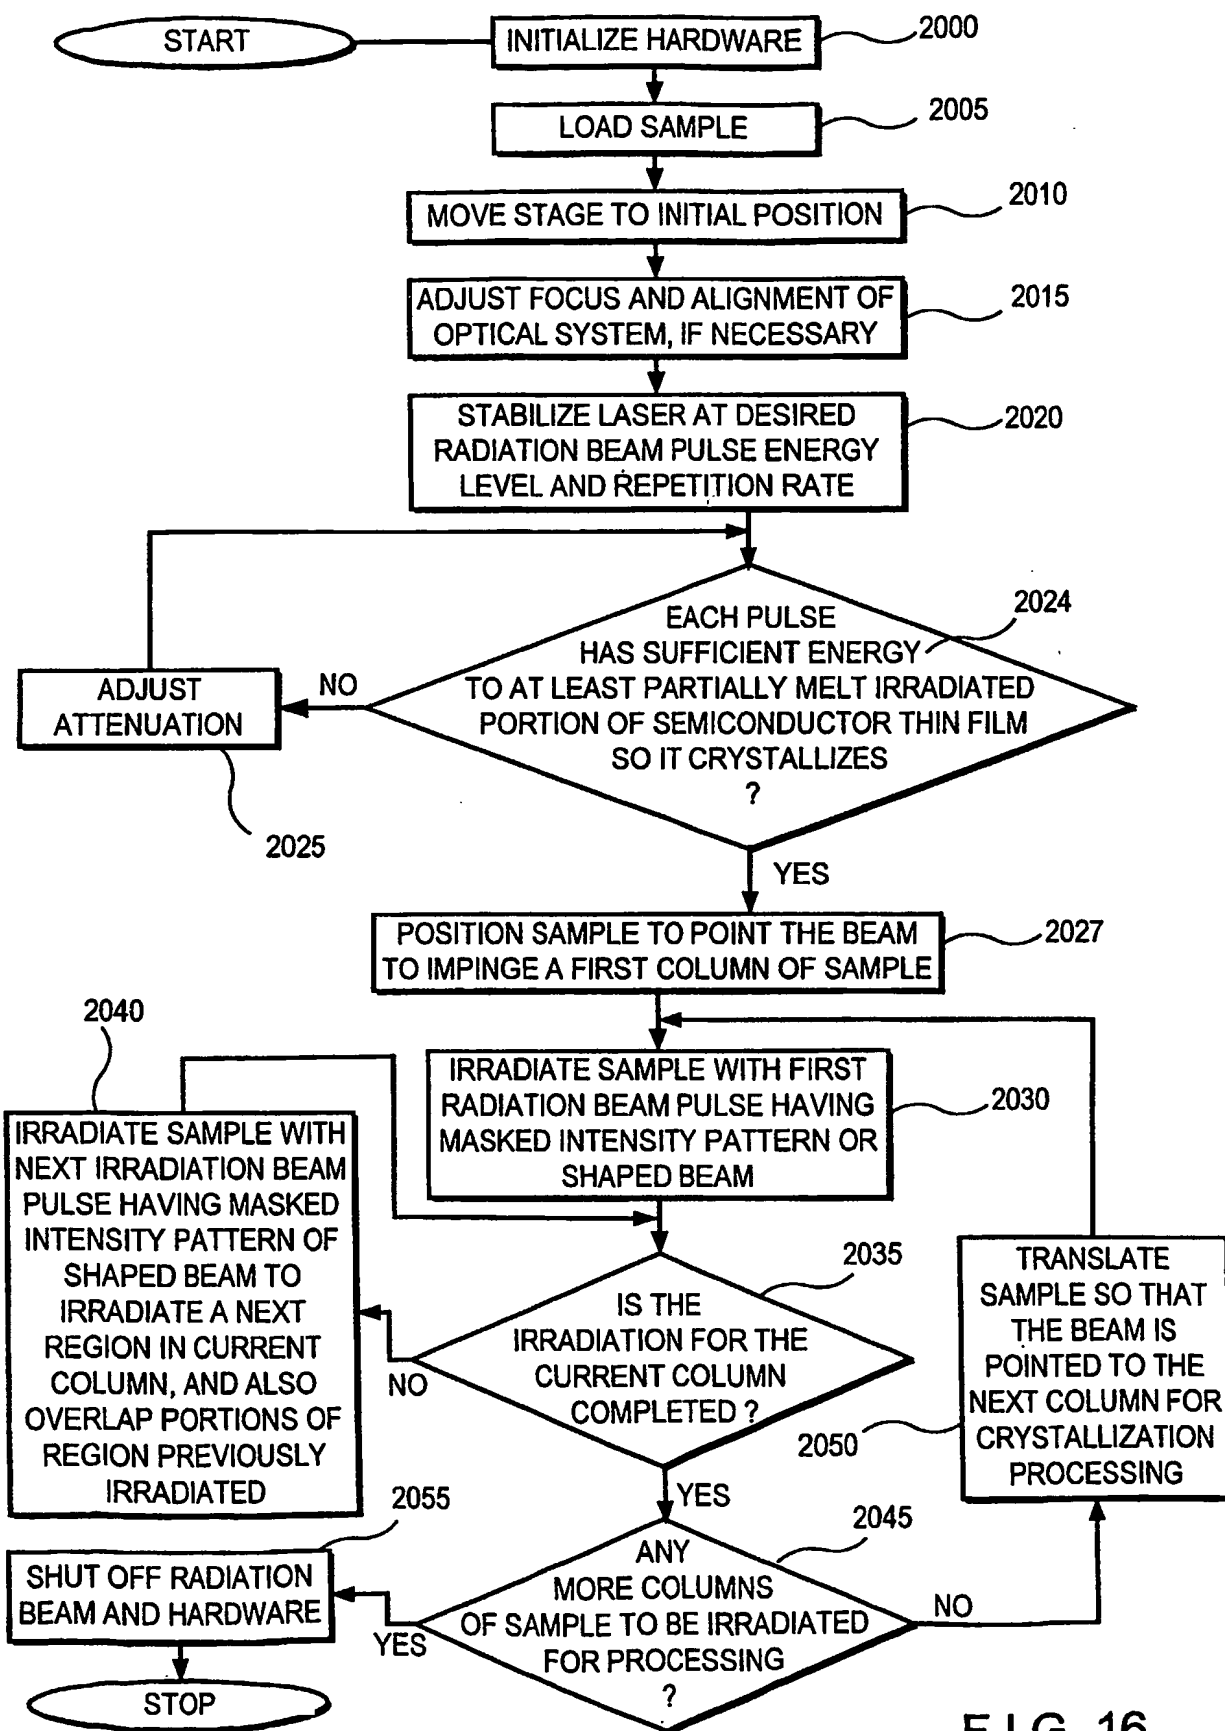 START
INITIALIZE HARDWARE
2000
LOAD SAMPLE
2005
MOVE STAGE TO INITIAL POSITION
2010
ADJUST FOCUS AND ALIGNMENT OF
OPTICAL SYSTEM, IF NECESSARY
2015
STABILIZE LASER AT DESIRED
RADIATION BEAM PULSE ENERGY
LEVEL AND REPETITION RATE
2020
EACH PULSE
HAS SUFFICIENT ENERGY
TO AT LEAST PARTIALLY MELT IRRADIATED
PORTION OF SEMICONDUCTOR THIN FILM
SO IT CRYSTALLIZES
?
2024
NO
ADJUST
ATTENUATION
2025
YES
POSITION SAMPLE TO POINT THE BEAM
TO IMPINGE A FIRST COLUMN OF SAMPLE
2027
IRRADIATE SAMPLE WITH FIRST
RADIATION BEAM PULSE HAVING
MASKED INTENSITY PATTERN OR
SHAPED BEAM
2030
2040
IRRADIATE SAMPLE WITH
NEXT IRRADIATION BEAM
PULSE HAVING MASKED
INTENSITY PATTERN OF
SHAPED BEAM TO
IRRADIATE A NEXT
REGION IN CURRENT
COLUMN, AND ALSO
OVERLAP PORTIONS OF
REGION PREVIOUSLY
IRRADIATED
IS THE
IRRADIATION FOR THE
CURRENT COLUMN
COMPLETED ?
2035
NO
YES
TRANSLATE
SAMPLE SO THAT
THE BEAM IS
POINTED TO THE
NEXT COLUMN FOR
CRYSTALLIZATION
PROCESSING
2050
ANY
MORE COLUMNS
OF SAMPLE TO BE IRRADIATED
FOR PROCESSING
?
2045
NO
YES
2055
SHUT OFF RADIATION
BEAM AND HARDWARE
STOP
FIG. 16